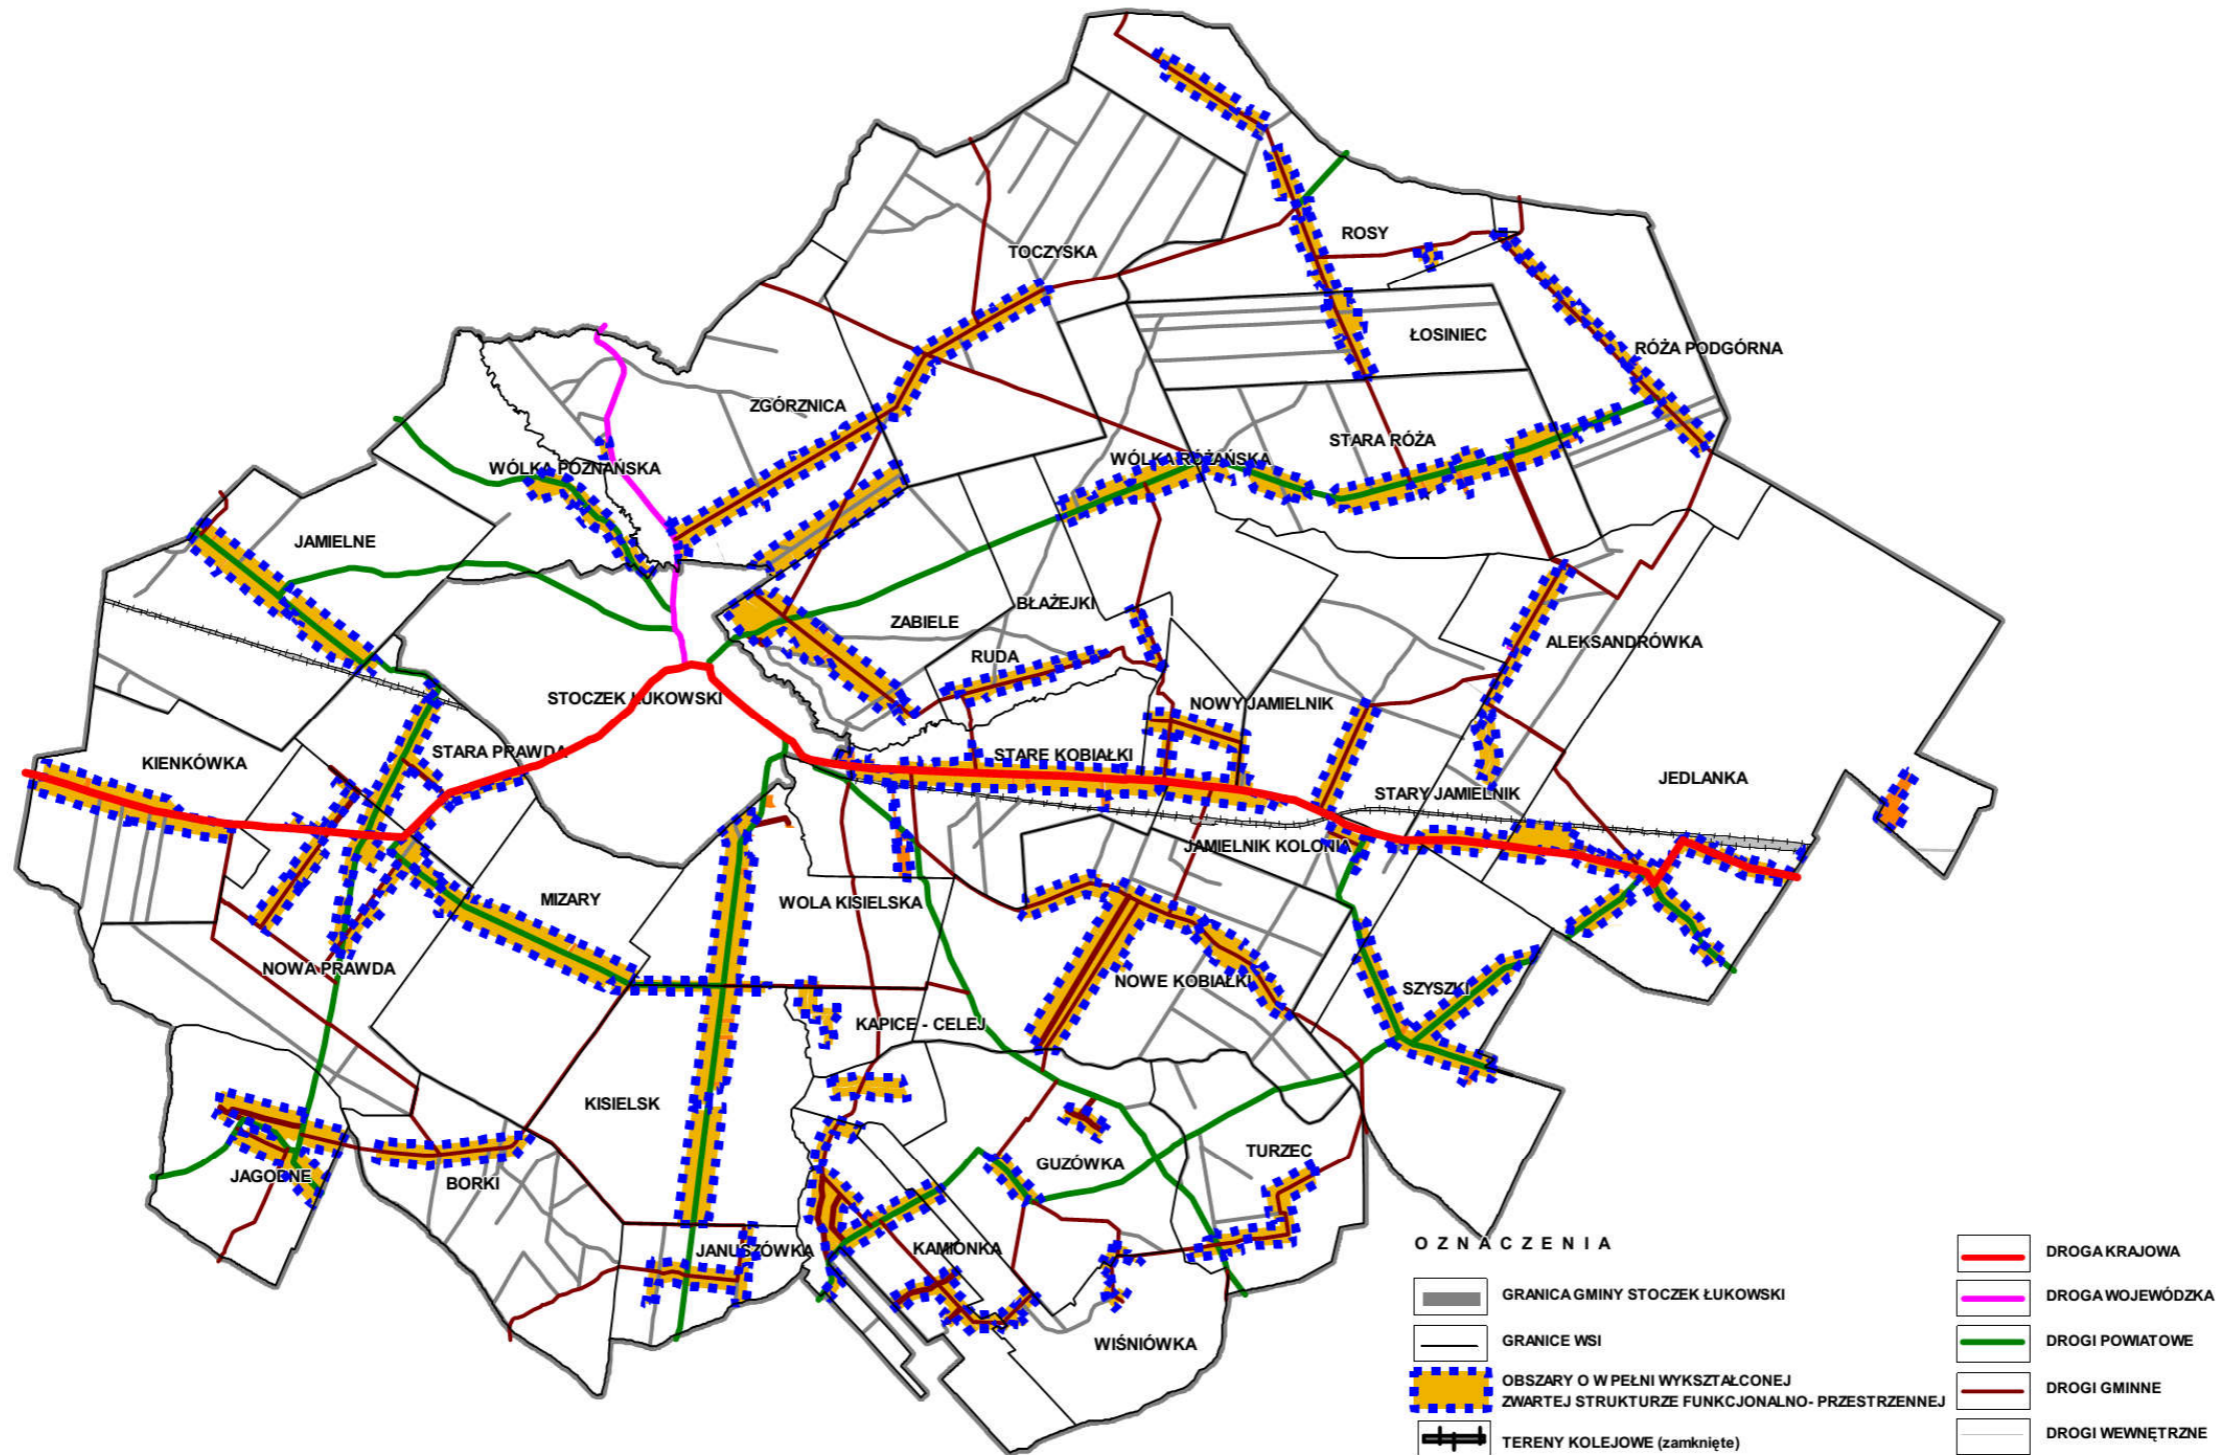 ROSY
TOCZYSKA
ŁOSINIEC
RÓŻA PODGÓRNA
ZGÓRZNICA
STARA RÓŻA
WÓLKA POZNAŃSKA
WÓLKA RÓŻAŃSKA
JAMIELNE
BŁAŻEJKI
ZABIELE
ALEKSANDRÓWKA
RUDA
STOCZEK ŁUKOWSKI
NOWY JAMIELNIK
STARA PRAWDA
STARE KOBIAŁKI
KIENKÓWKA
JEDLANKA
STARY JAMIELNIK
JAMIELNIK KOLONIA
MIZARY
WOLA KISIELSKA
NOWA PRAWDA
NOWE KOBIAŁKI
SZYSZKI
KAPICE - CELEJ
KISIELSK
TURZEC
GUZÓWKA
JAGODNE
BORKI
JANUSZÓWKA
KAMIONKA
WIŚNIÓWKA
OZNACZENIA
GRANICA GMINY STOCZEK ŁUKOWSKI
GRANICE WSI
OBSZARY O W PEŁNI WYKSZTAŁCONEJ
ZWARTEJ STRUKTURZE FUNKCJONALNO- PRZESTRZENNEJ
TERENY KOLEJOWE (zamknięte)
DROGA KRAJOWA
DROGA WOJEWÓDZKA
DROGI POWIATOWE
DROGI GMINNE
DROGI WEWNĘTRZNE